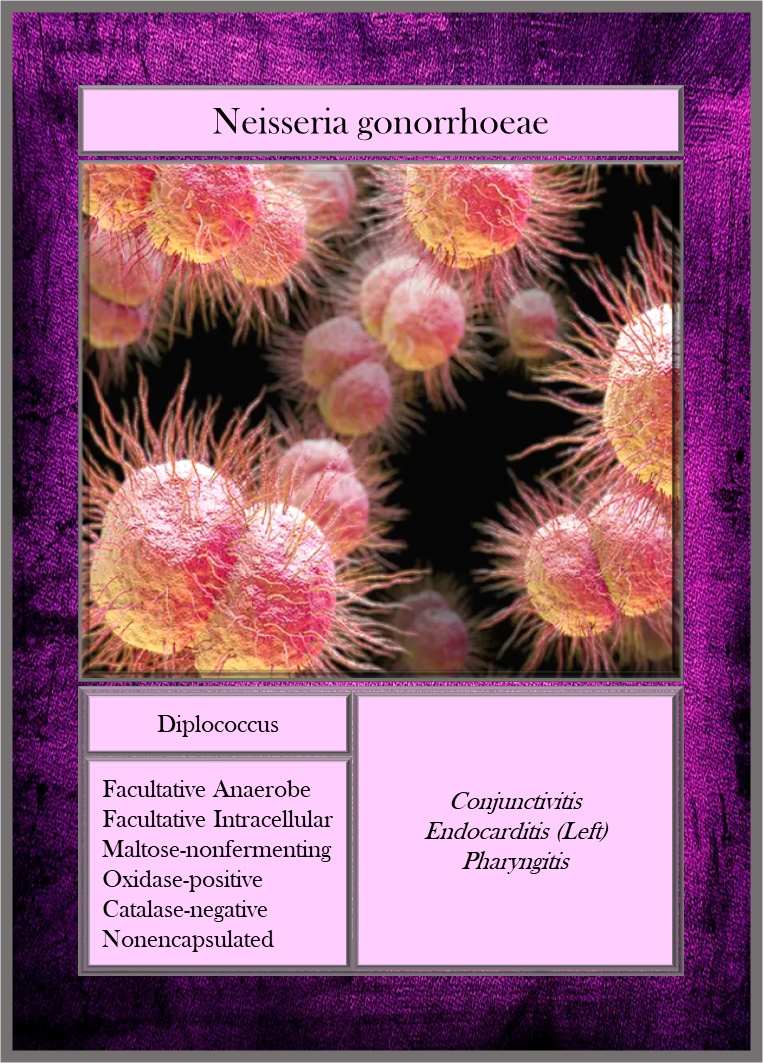 Neisseria gonorrhoeae
Diplococcus
Facultative Anaerobe
Facultative Intracellular
Maltose-nonfermenting
Oxidase-positive
Catalase-negative
Nonencapsulated
Conjunctivitis
Endocarditis (Left)
Pharyngitis